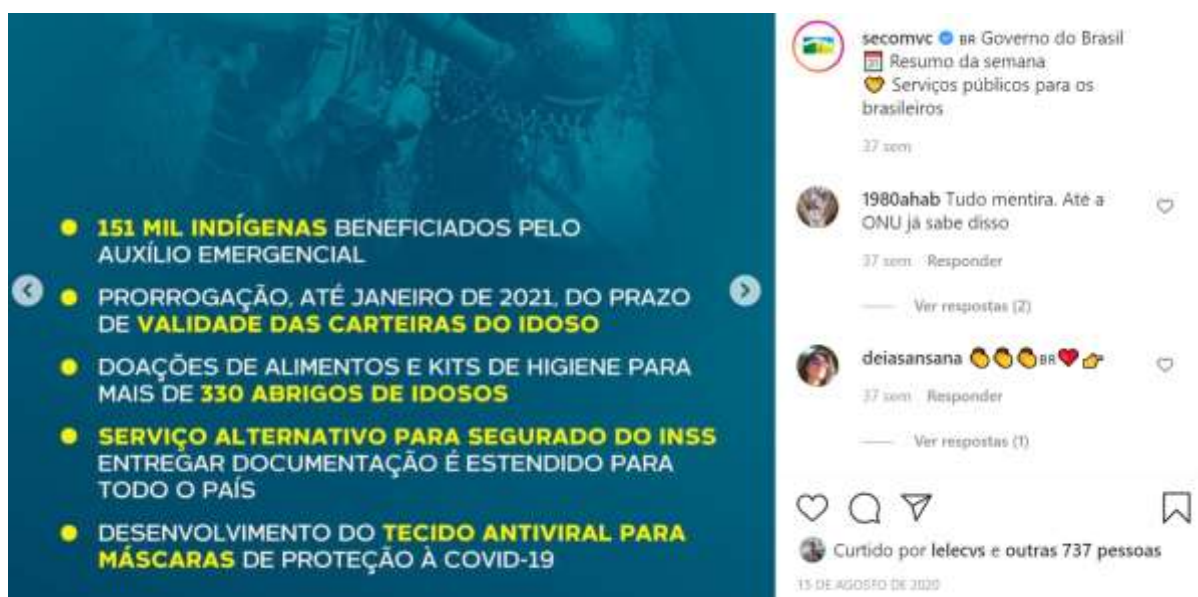 151 MIL INDÍGENAS BENEFICIADOS PELO
AUXÍLIO EMERGENCIAL
PRORROGAÇÃO, ATÉ JANEIRO DE 2021, DO PRAZO
DE VALIDADE DAS CARTEIRAS DO IDOSO
DOAÇÕES DE ALIMENTOS E KITS DE HIGIENE PARA
MAIS DE 330 ABRIGOS DE IDOSOS
SERVIÇO ALTERNATIVO PARA SEGURADO DO INSS
ENTREGAR DOCUMENTAÇÃO É ESTENDIDO PARA
TODO O PAÍS
DESENVOLVIMENTO DO TECIDO ANTIVIRAL PARA
MÁSCARAS DE PROTEÇÃO À COVID-19
secomvc BR Governo do Brasil
Resumo da semana
Serviços públicos para os
brasileiros
37 sem
1980ahab Tudo mentira. Até a
ONU já sabe disso
37 sem Responder
Ver respostas (2)
deiasansana BR
37 sem Responder
Ver respostas (1)
Curtido por lelecvs e outras 737 pessoas
15 DE AGOSTO DE 2020